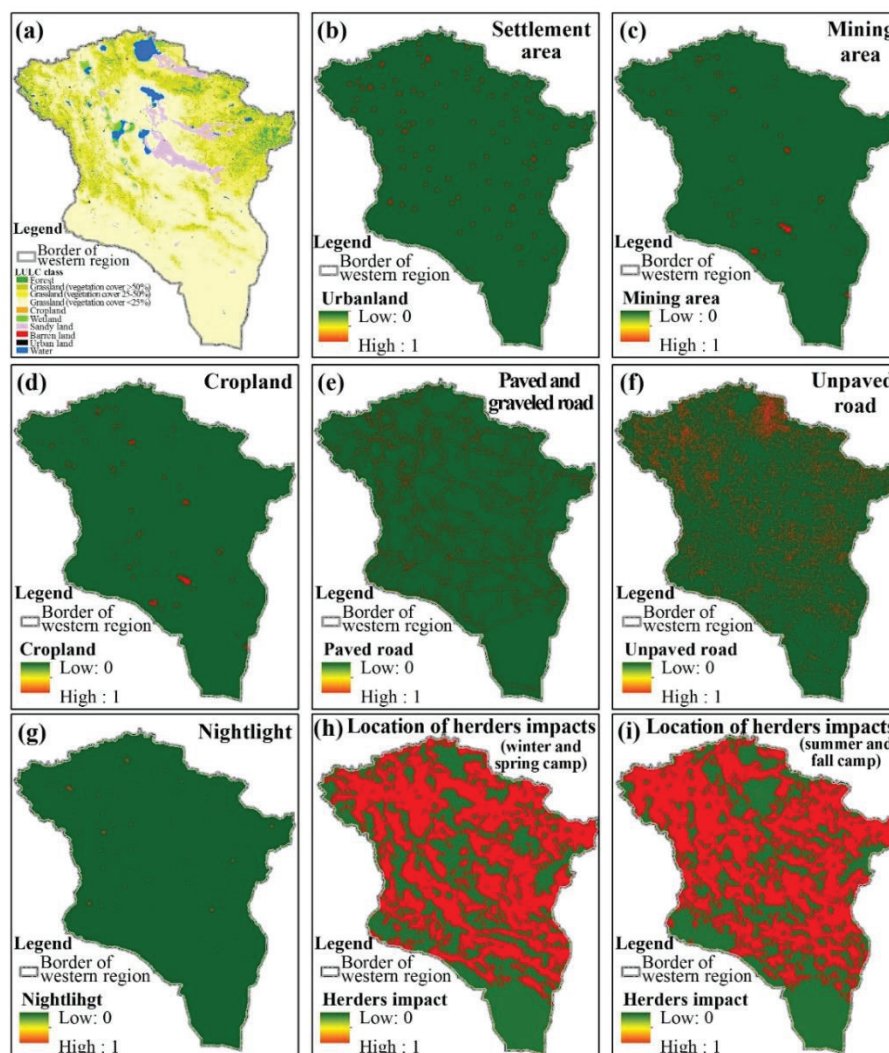 (a)
Legend
Border of
western region
LULC class
Forest
Grassland (vegetation cover >50%)
Grassland (vegetation cover 25-50%)
Grassland (vegetation cover <25%)
Cropland
Wetland
Sandy land
Barren land
Urban land
Water
(b) Settlement
area
Legend
Border of
western region
Urbanland
Low: 0
High : 1
(c) Mining
area
Legend
Border of
western region
Mining area
Low: 0
High : 1
(d) Cropland
Legend
Border of
western region
Cropland
Low: 0
High : 1
(e) Paved and
graveled road
Legend
Border of
western region
Paved road
Low: 0
High : 1
(f) Unpaved
road
Legend
Border of
western region
Unpaved road
Low: 0
High : 1
(g) Nightlight
Legend
Border of
western region
Nightlihgt
Low: 0
High : 1
(h) Location of herders impacts
(winter and
spring camp)
Legend
Border of
western region
Herders impact
Low: 0
High : 1
(i) Location of herders impacts
(summer and
fall camp)
Legend
Border of
western region
Herders impact
Low: 0
High : 1